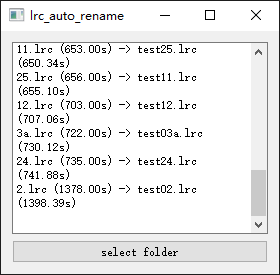 lrc_auto_rename
11.lrc (653.00s) -> test25.lrc
(650.34s)
25.lrc (656.00s) -> test11.lrc
(655.10s)
12.lrc (703.00s) -> test12.lrc
(707.06s)
3a.lrc (722.00s) -> test03a.lrc
(730.12s)
24.lrc (735.00s) -> test24.lrc
(741.88s)
2.lrc (1378.00s) -> test02.lrc
(1398.39s)
select folder